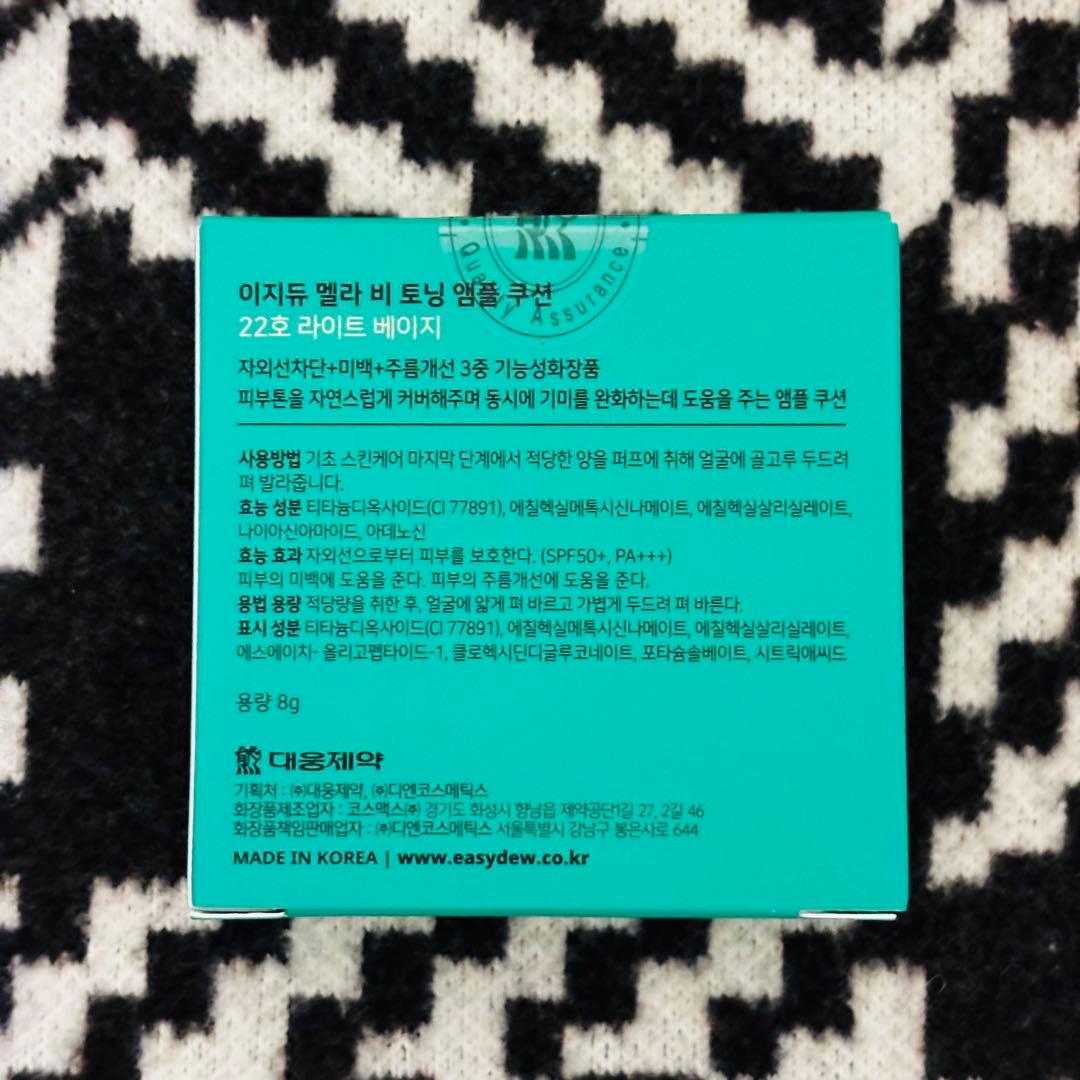 Quality Assurance
이지듀 멜라 비 토닝 앰플 쿠션
22호 라이트 베이지
자외선차단+미백+주름개선 3중 기능성화장품
피부톤을 자연스럽게 커버해주며 동시에 기미를 완화하는데 도움을 주는 앰플 쿠션
사용방법 기초 스킨케어 마지막 단계에서 적당한 양을 퍼프에 취해 얼굴에 골고루 두드려
펴 발라줍니다.
효능 성분 티타늄디옥사이드(CI 77891), 에칠헥실메톡시신나메이트, 에칠헥실살리실레이트,
나이아신아마이드, 아데노신
효능 효과 자외선으로부터 피부를 보호한다. (SPF50+, PA+++)
피부의 미백에 도움을 준다. 피부의 주름개선에 도움을 준다.
용법 용량 적당량을 취한 후, 얼굴에 얇게 펴 바르고 가볍게 두드려 펴 바른다.
표시 성분 티타늄디옥사이드(CI 77891), 에칠헥실메톡시신나메이트, 에칠헥실살리실레이트,
에스에이치- 올리고펩타이드-1, 클로헥시딘디글루코네이트, 포타슘솔베이트, 시트릭애씨드
용량 8g
대웅제약
기획처 : ㈜대웅제약, ㈜디엔코스메틱스
화장품제조업자 : 코스맥스㈜ 경기도 화성시 향남읍 제약공단1길 27, 2길 46
화장품책임판매업자 : ㈜디엔코스메틱스 서울특별시 강남구 봉은사로 644
MADE IN KOREA | www.easydew.co.kr